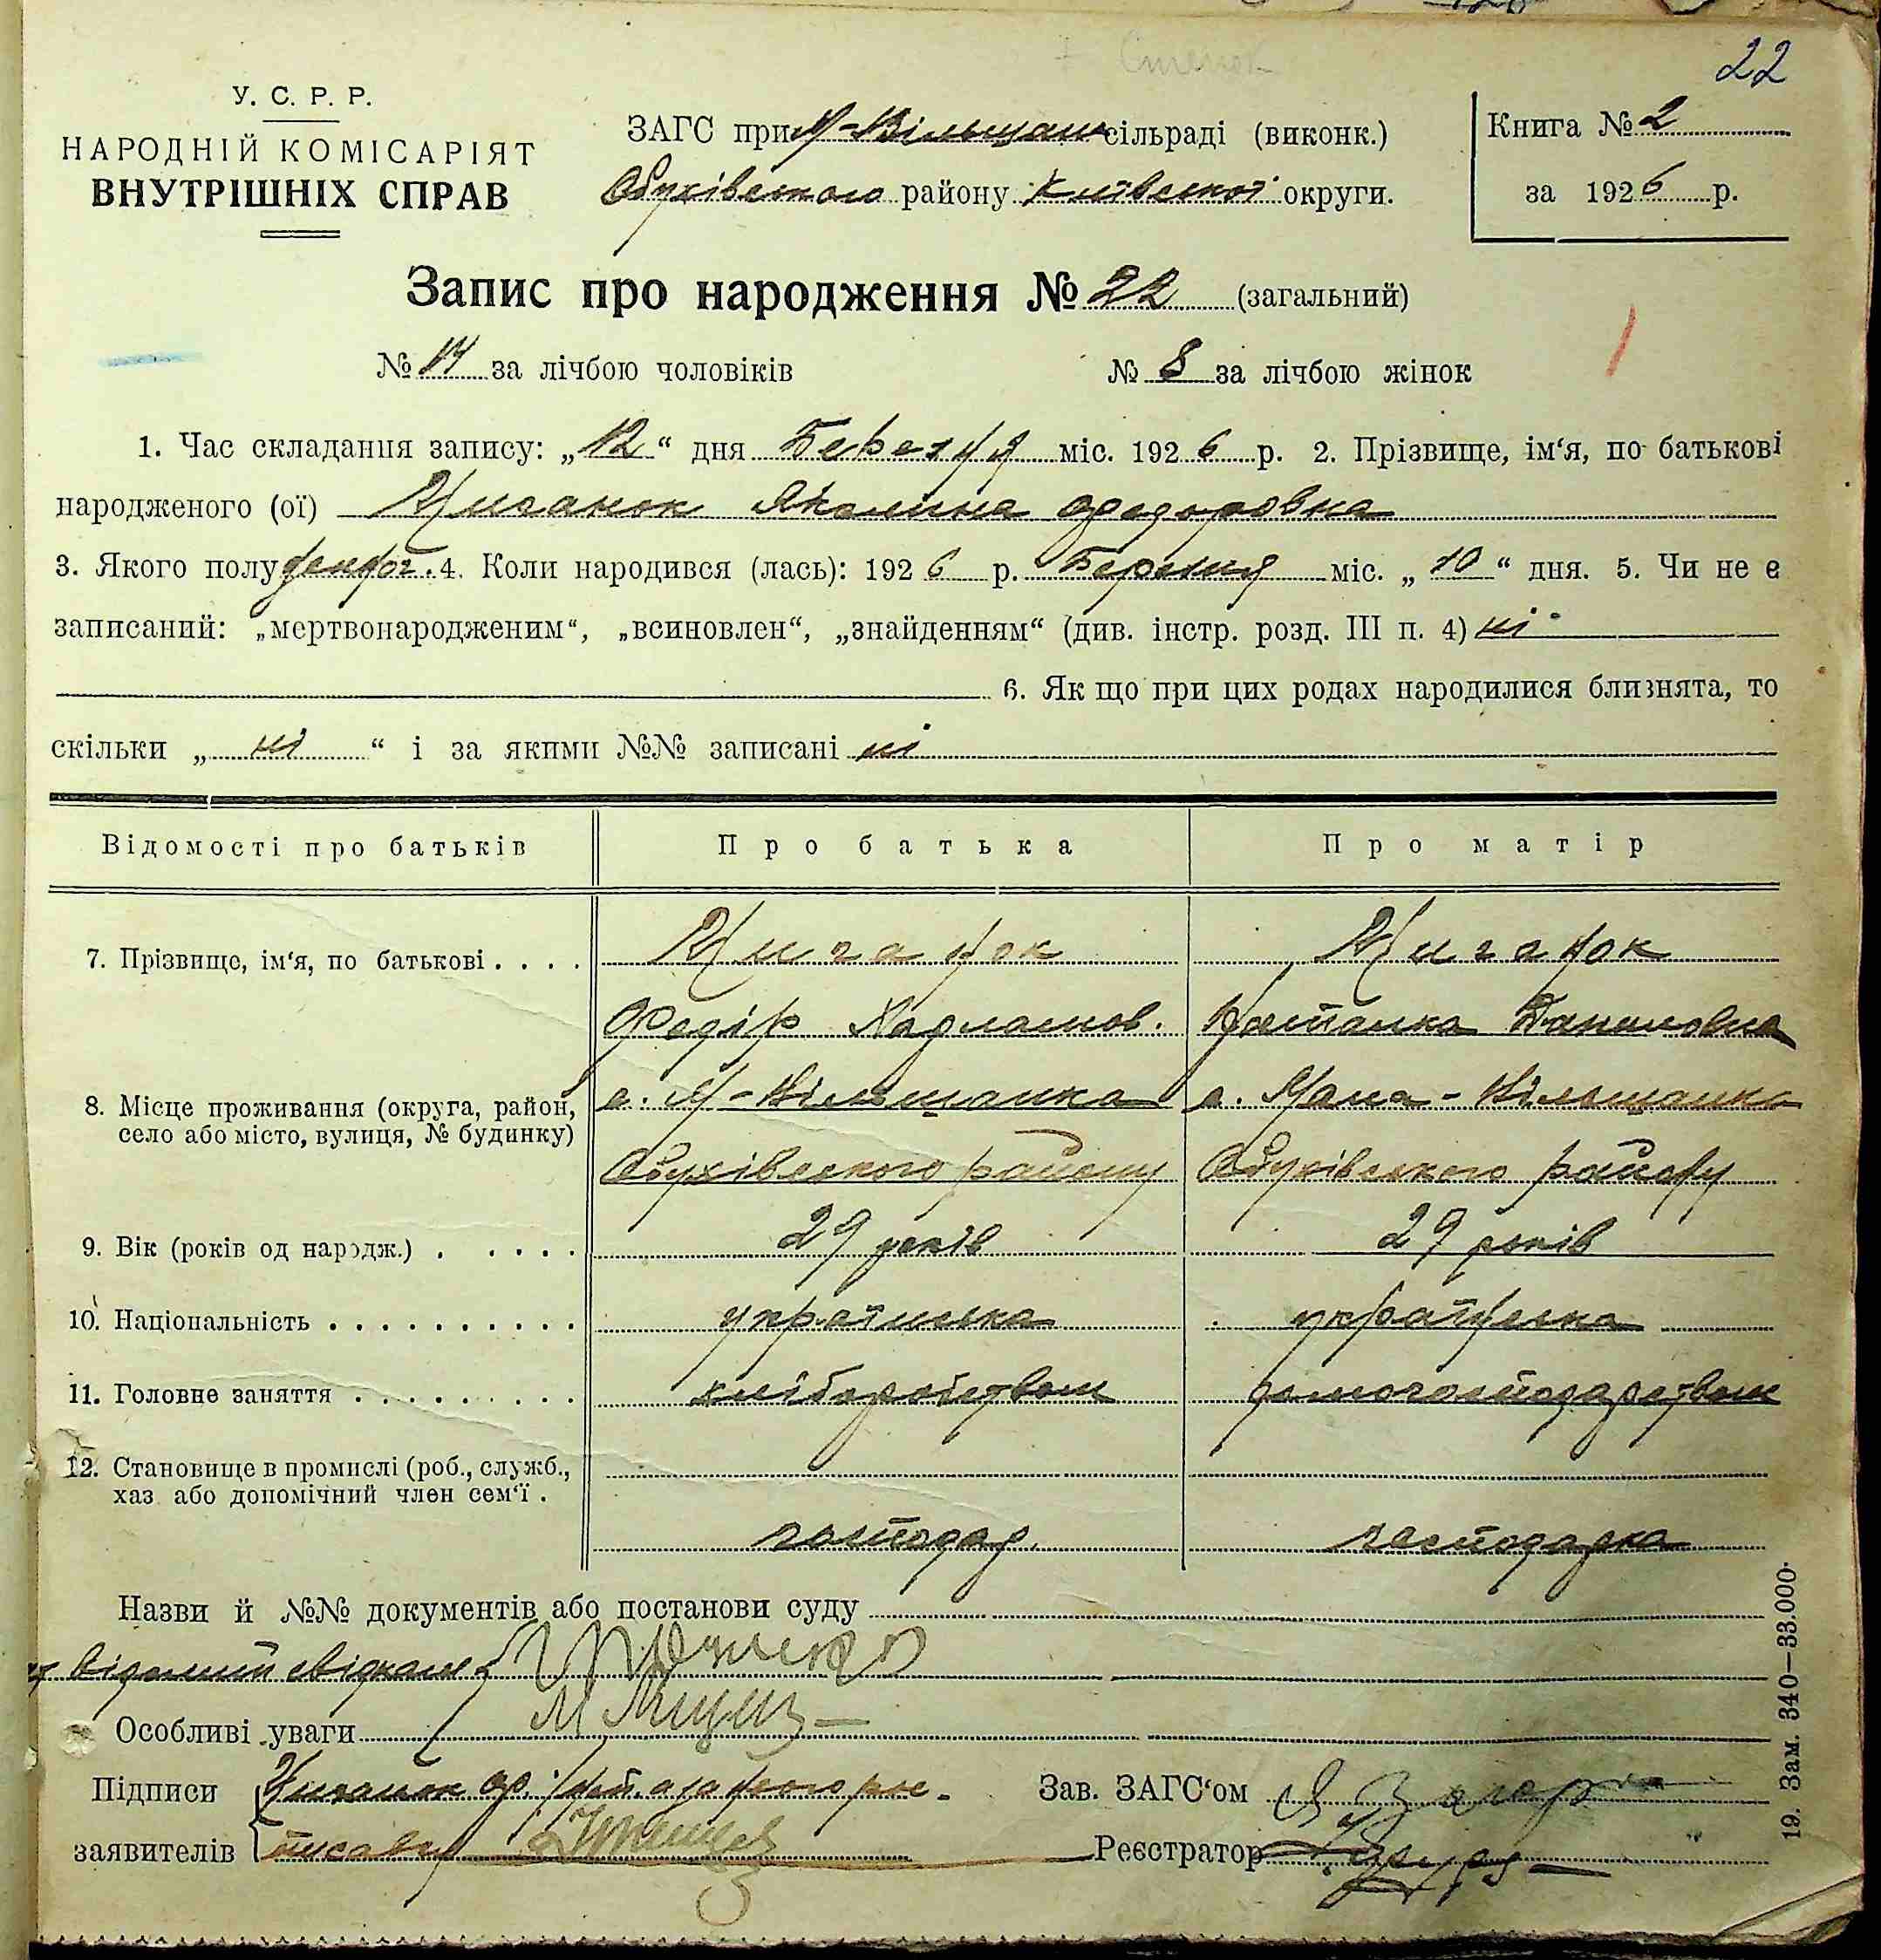 22
У. С. Р. Р.
НАРОДНІЙ КОМІСАРІЯТ
ВНУТРІШНІХ СПРАВ
ЗАГС при М-Вільшан сільраді (виконк.)
Обухівського району Київської округи.
Книга № 2
за 1926 р.
Запис про народження № 22 (загальний)
№ 14 за лічбою чоловіків № 8 за лічбою жінок
1. Час складання запису: „12“ дня Березня міс. 1926 р. 2. Прізвище, ім‘я, по батькові
народженого (ої) Циганок Якилина Федоровна
3. Якого полу 4. Коли народився (лась): 1926 р. Березня міс. „10“ дня. 5. Чи не є
записаний: „мертвонародженим“, „всиновлен“, „знайденням“ (див. інстр. розд. III п. 4) ні
6. Як що при цих родах народилися близнята, то
скільки „ ні “ і за якими №№ записані ні
Відомості про батьків Про батька Про матір
7. Прізвище, ім‘я, по батькові . . . . Циганок Циганок
Федір Харламов. Даниловна
8. Місце проживання (округа, район, с. М-Вільшанка с. Мала-Вільшанка
село або місто, вулиця, № будинку)
Обухівського району Обухівського району
9. Вік (років од народж.) . . . . . 29 років 29 років
10. Національність . . . . . . . . . . українська українська
11. Головне заняття . . . . . . . . . хліборобством домогосподарством
12. Становище в промислі (роб., служб.,
хаз або допомічний член сем‘ї .
господар. господарка
Назви й №№ документів або постанови суду
Особливі уваги
Підписи Циганок Ф.
Зав. ЗАГС‘ом
заявителів
Реєстратор
19. Зам. 340—33.000.